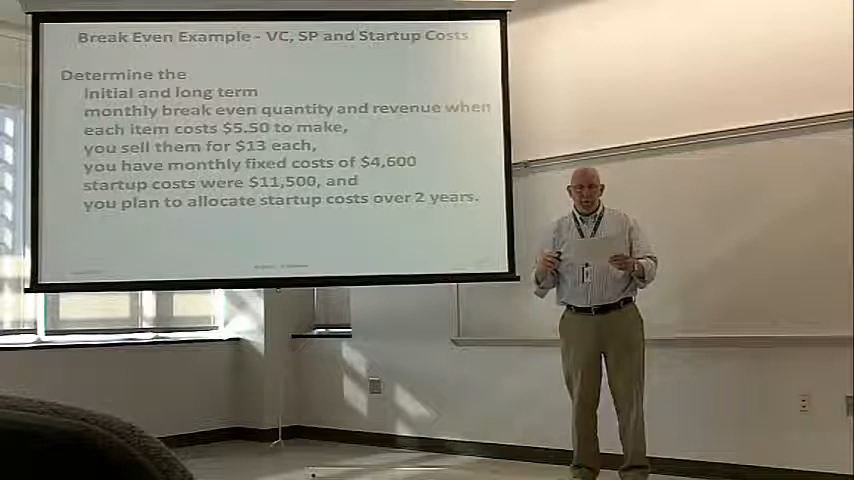 Break Even Example - VC, SP and Startup Costs
Determine the
Initial and long term
monthly break even quantity and revenue when
each item costs $5.50 to make,
you sell them for $13 each,
you have monthly fixed costs of $4,600
startup costs were $11,500, and
you plan to allocate startup costs over 2 years.